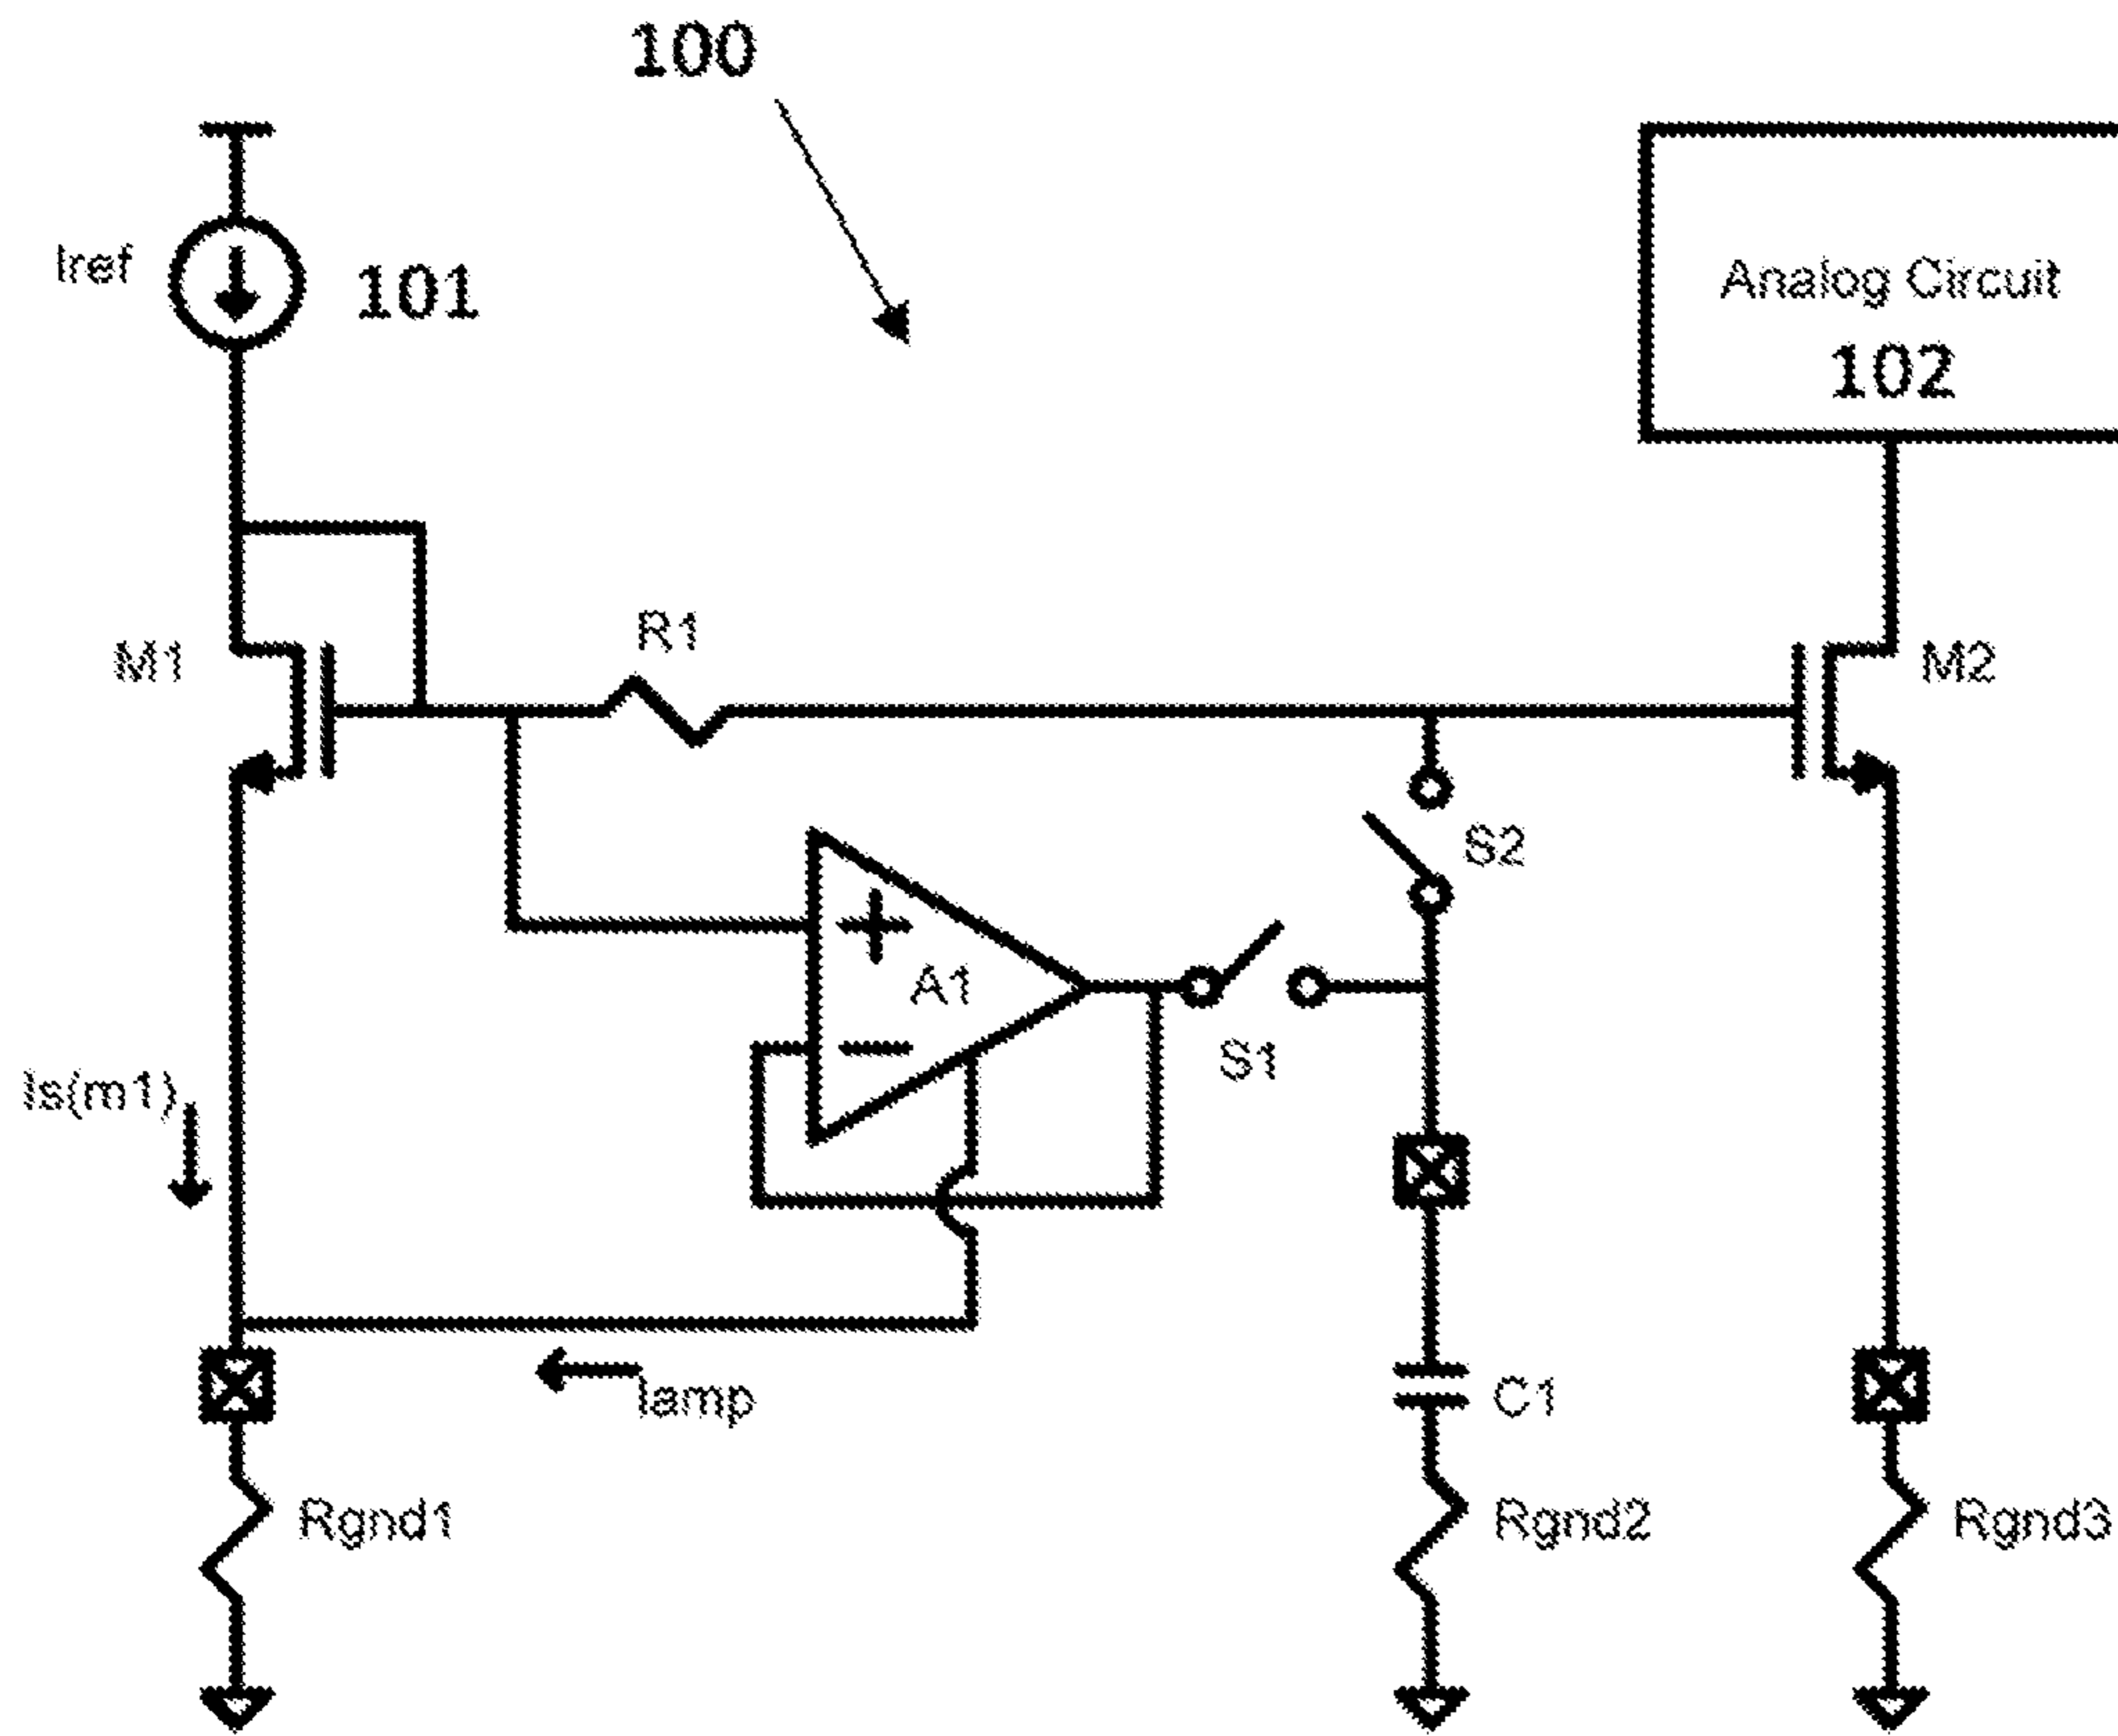 100
Iref
101
Analog Circuit
102
M1
R1
M2
S2
+
A1
−
S1
Is(m1)
Iamp
C1
Rgnd1
Rgnd2
Rgnd3